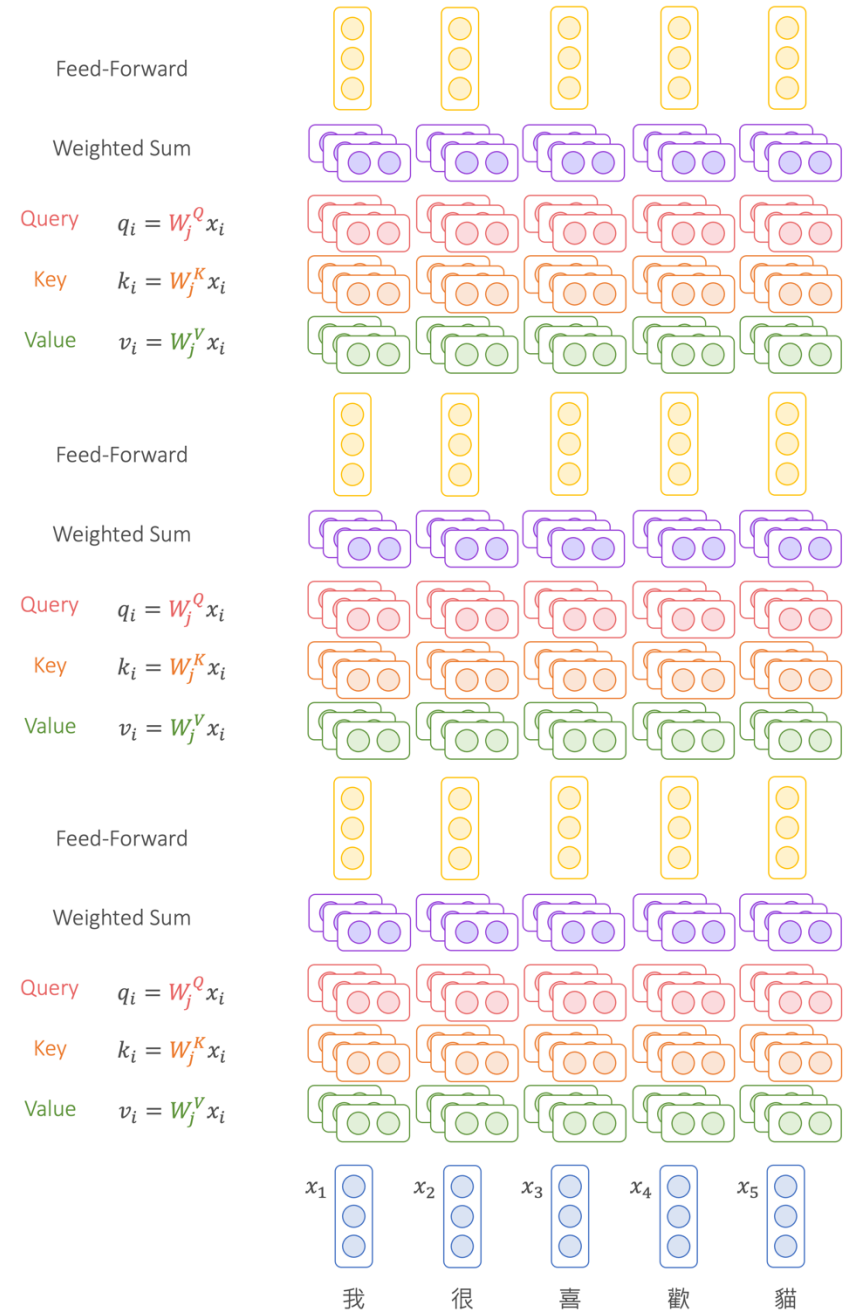 Feed-Forward
Weighted Sum
Query q_i = W_j^Q x_i
Key k_i = W_j^K x_i
Value v_i = W_j^V x_i
Feed-Forward
Weighted Sum
Query q_i = W_j^Q x_i
Key k_i = W_j^K x_i
Value v_i = W_j^V x_i
Feed-Forward
Weighted Sum
Query q_i = W_j^Q x_i
Key k_i = W_j^K x_i
Value v_i = W_j^V x_i
x_1 x_2 x_3 x_4 x_5
我 很 喜 歡 貓